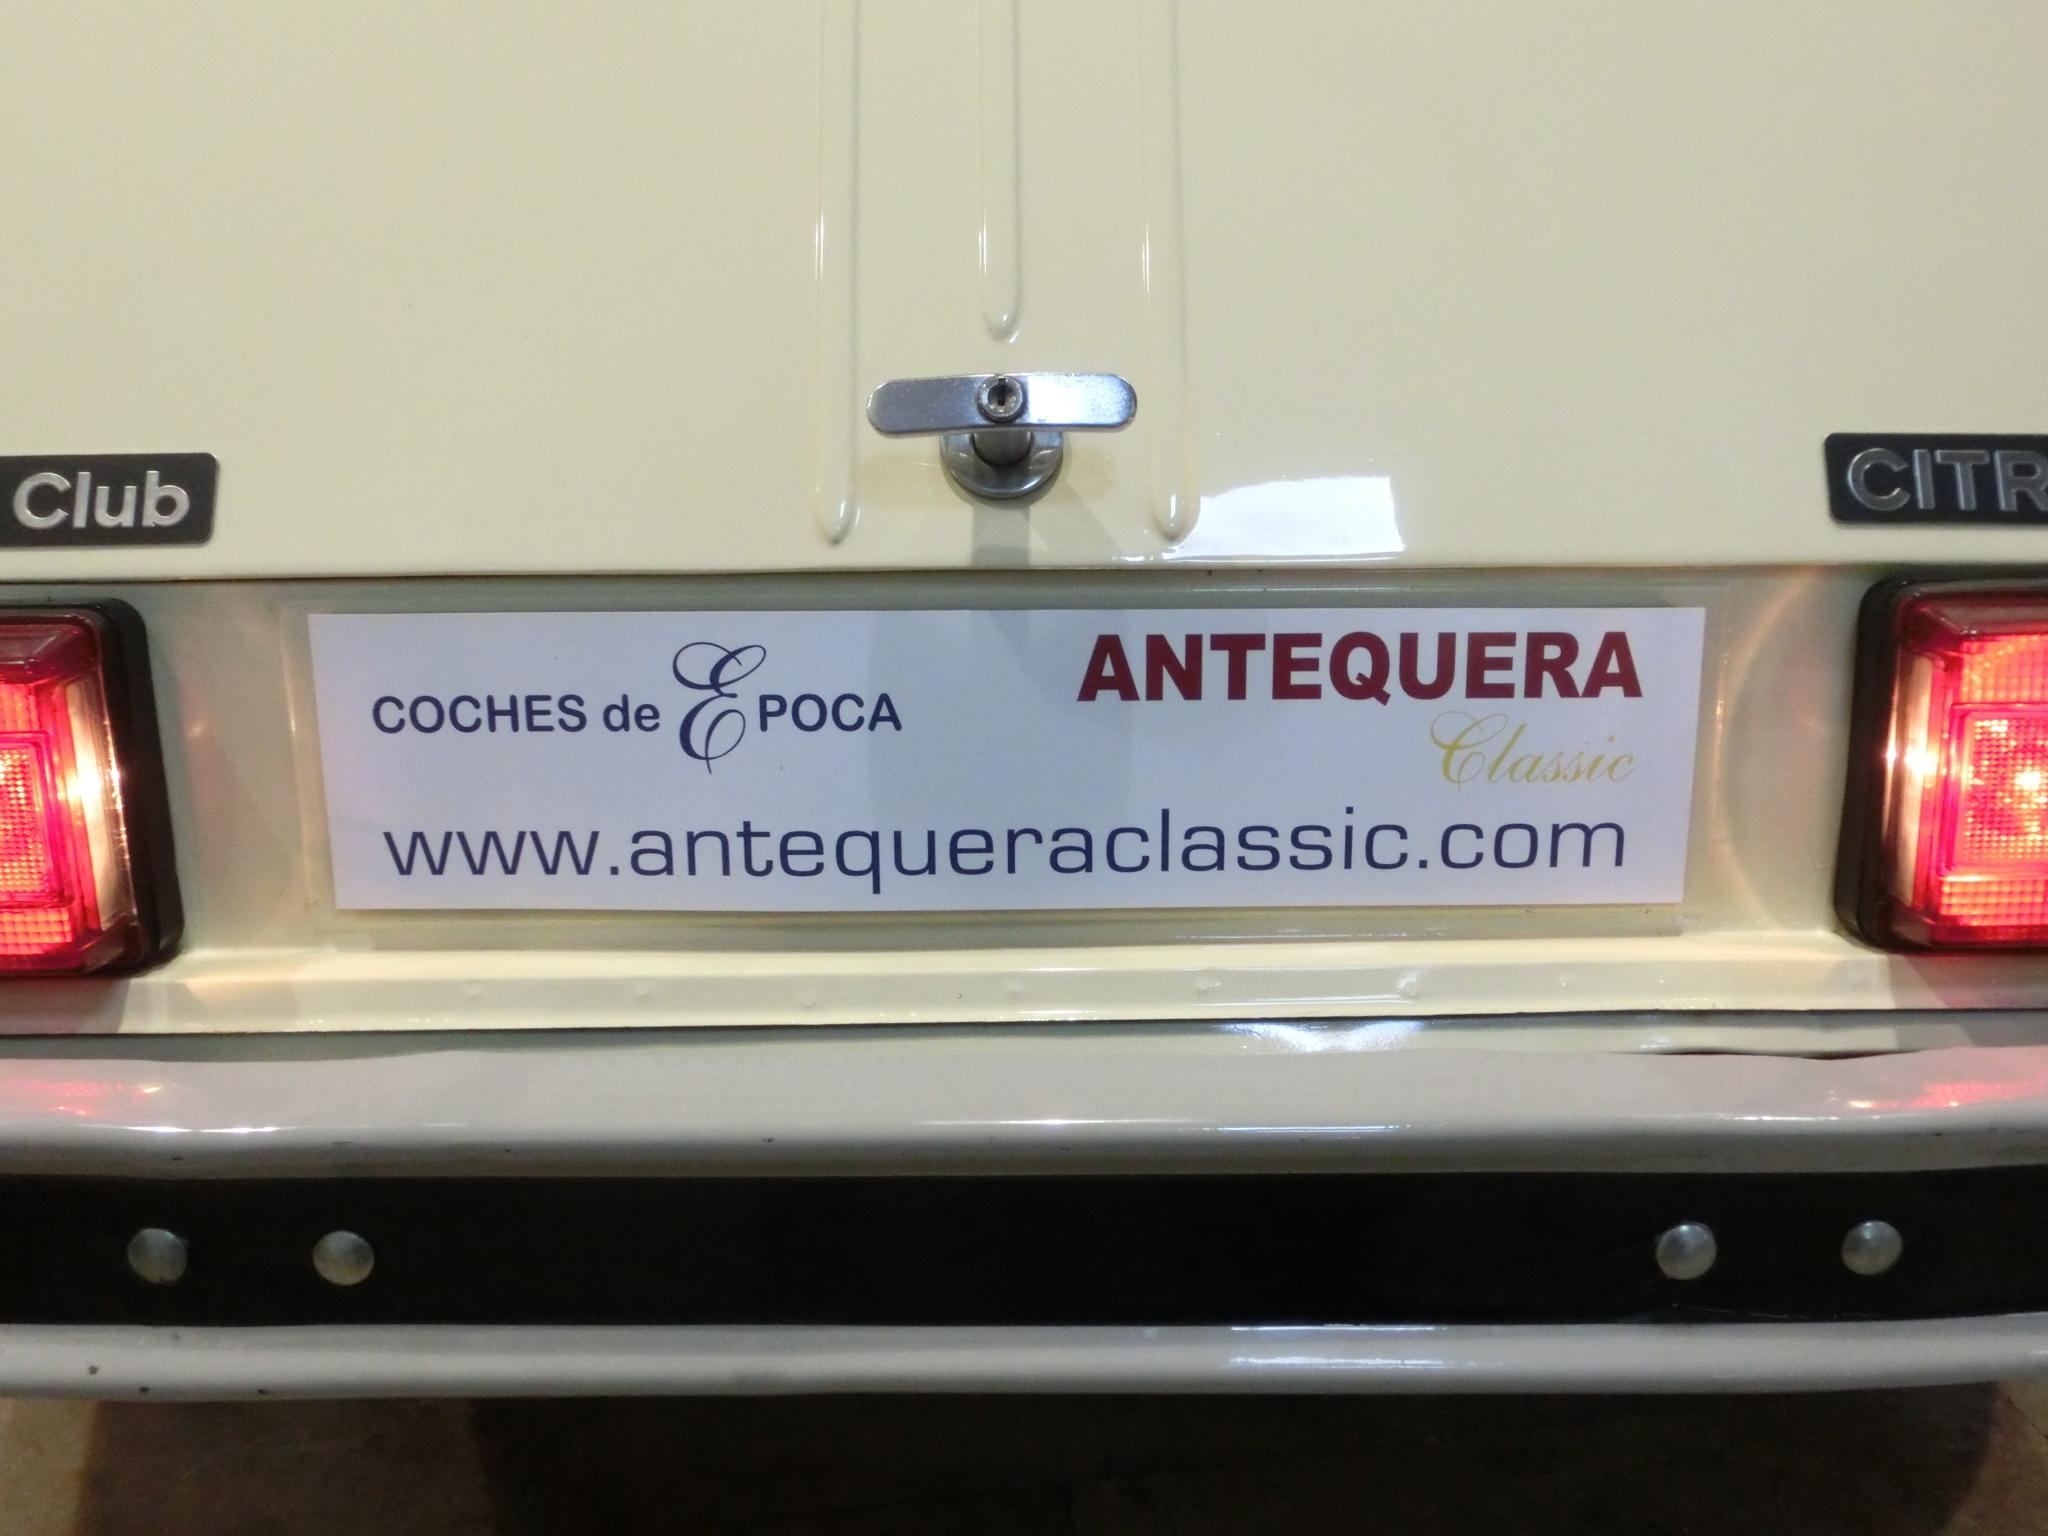 Club
CITR
COCHES de EPOCA
ANTEQUERA
Classic
www.antequeraclassic.com